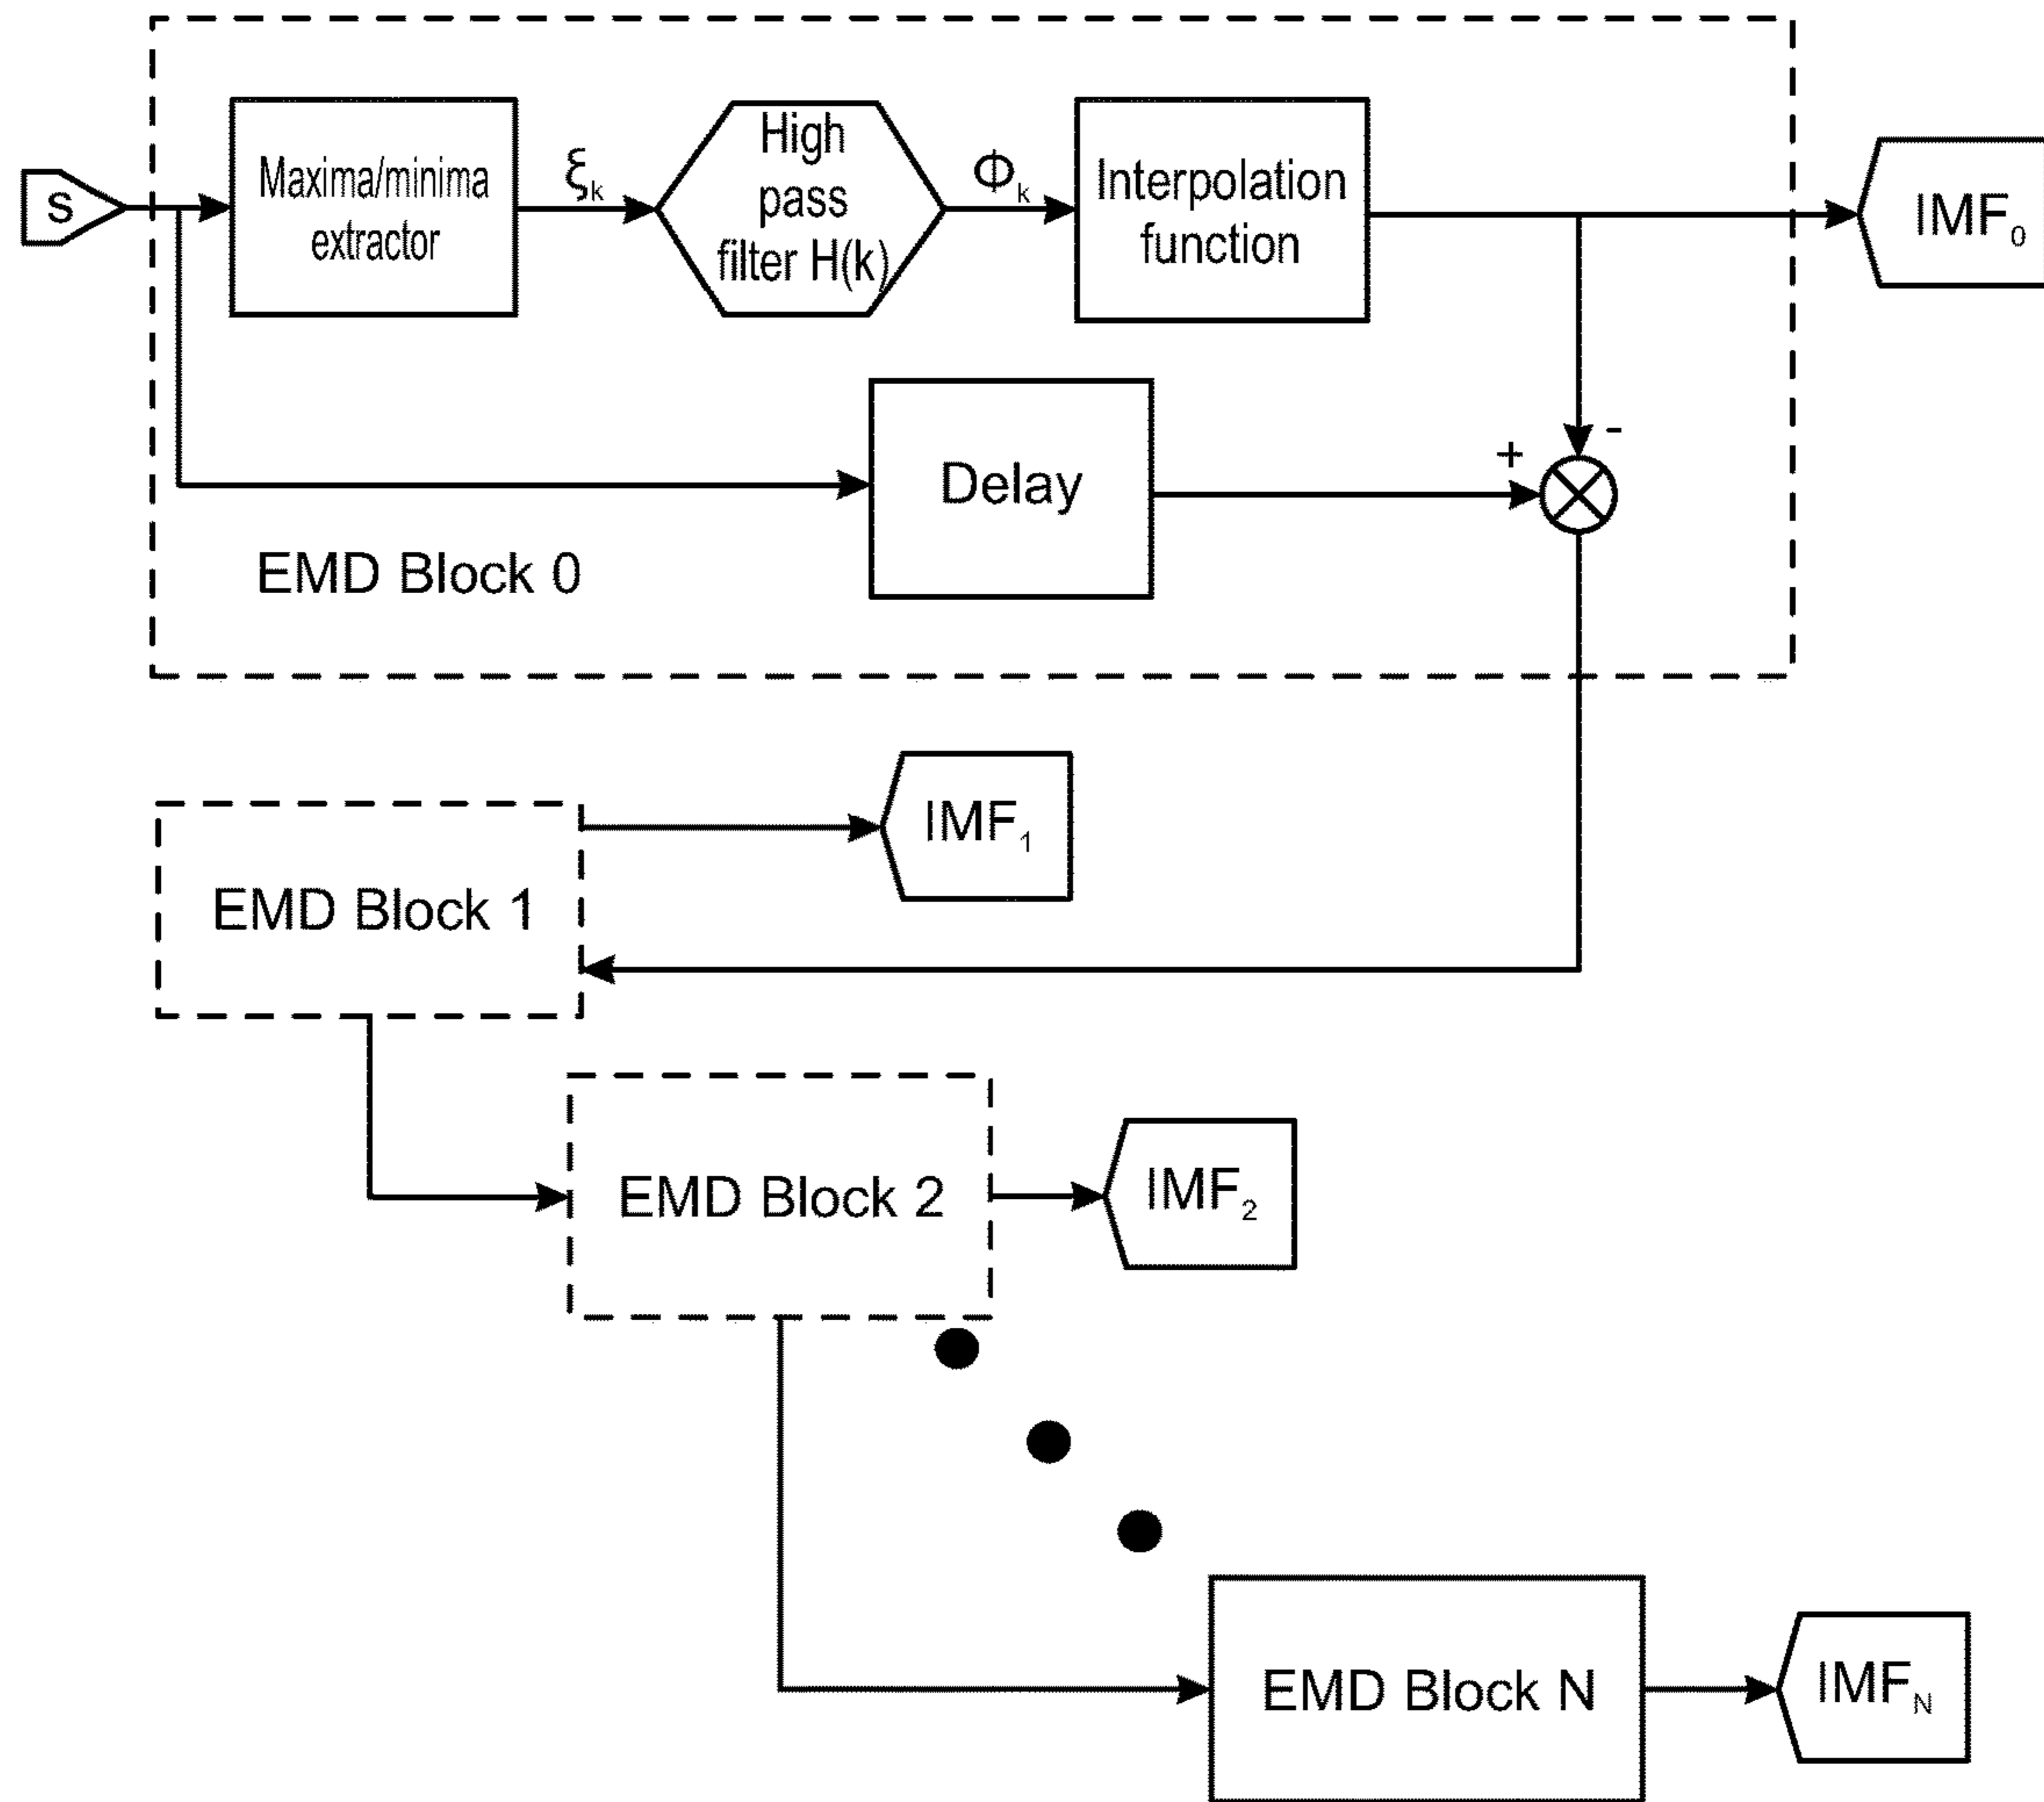 s
Maxima/minima
extractor
ξk
High
pass
filter H(k)
Φk
Interpolation
function
IMF0
-
+
Delay
EMD Block 0
IMF1
EMD Block 1
EMD Block 2
IMF2
EMD Block N
IMFN